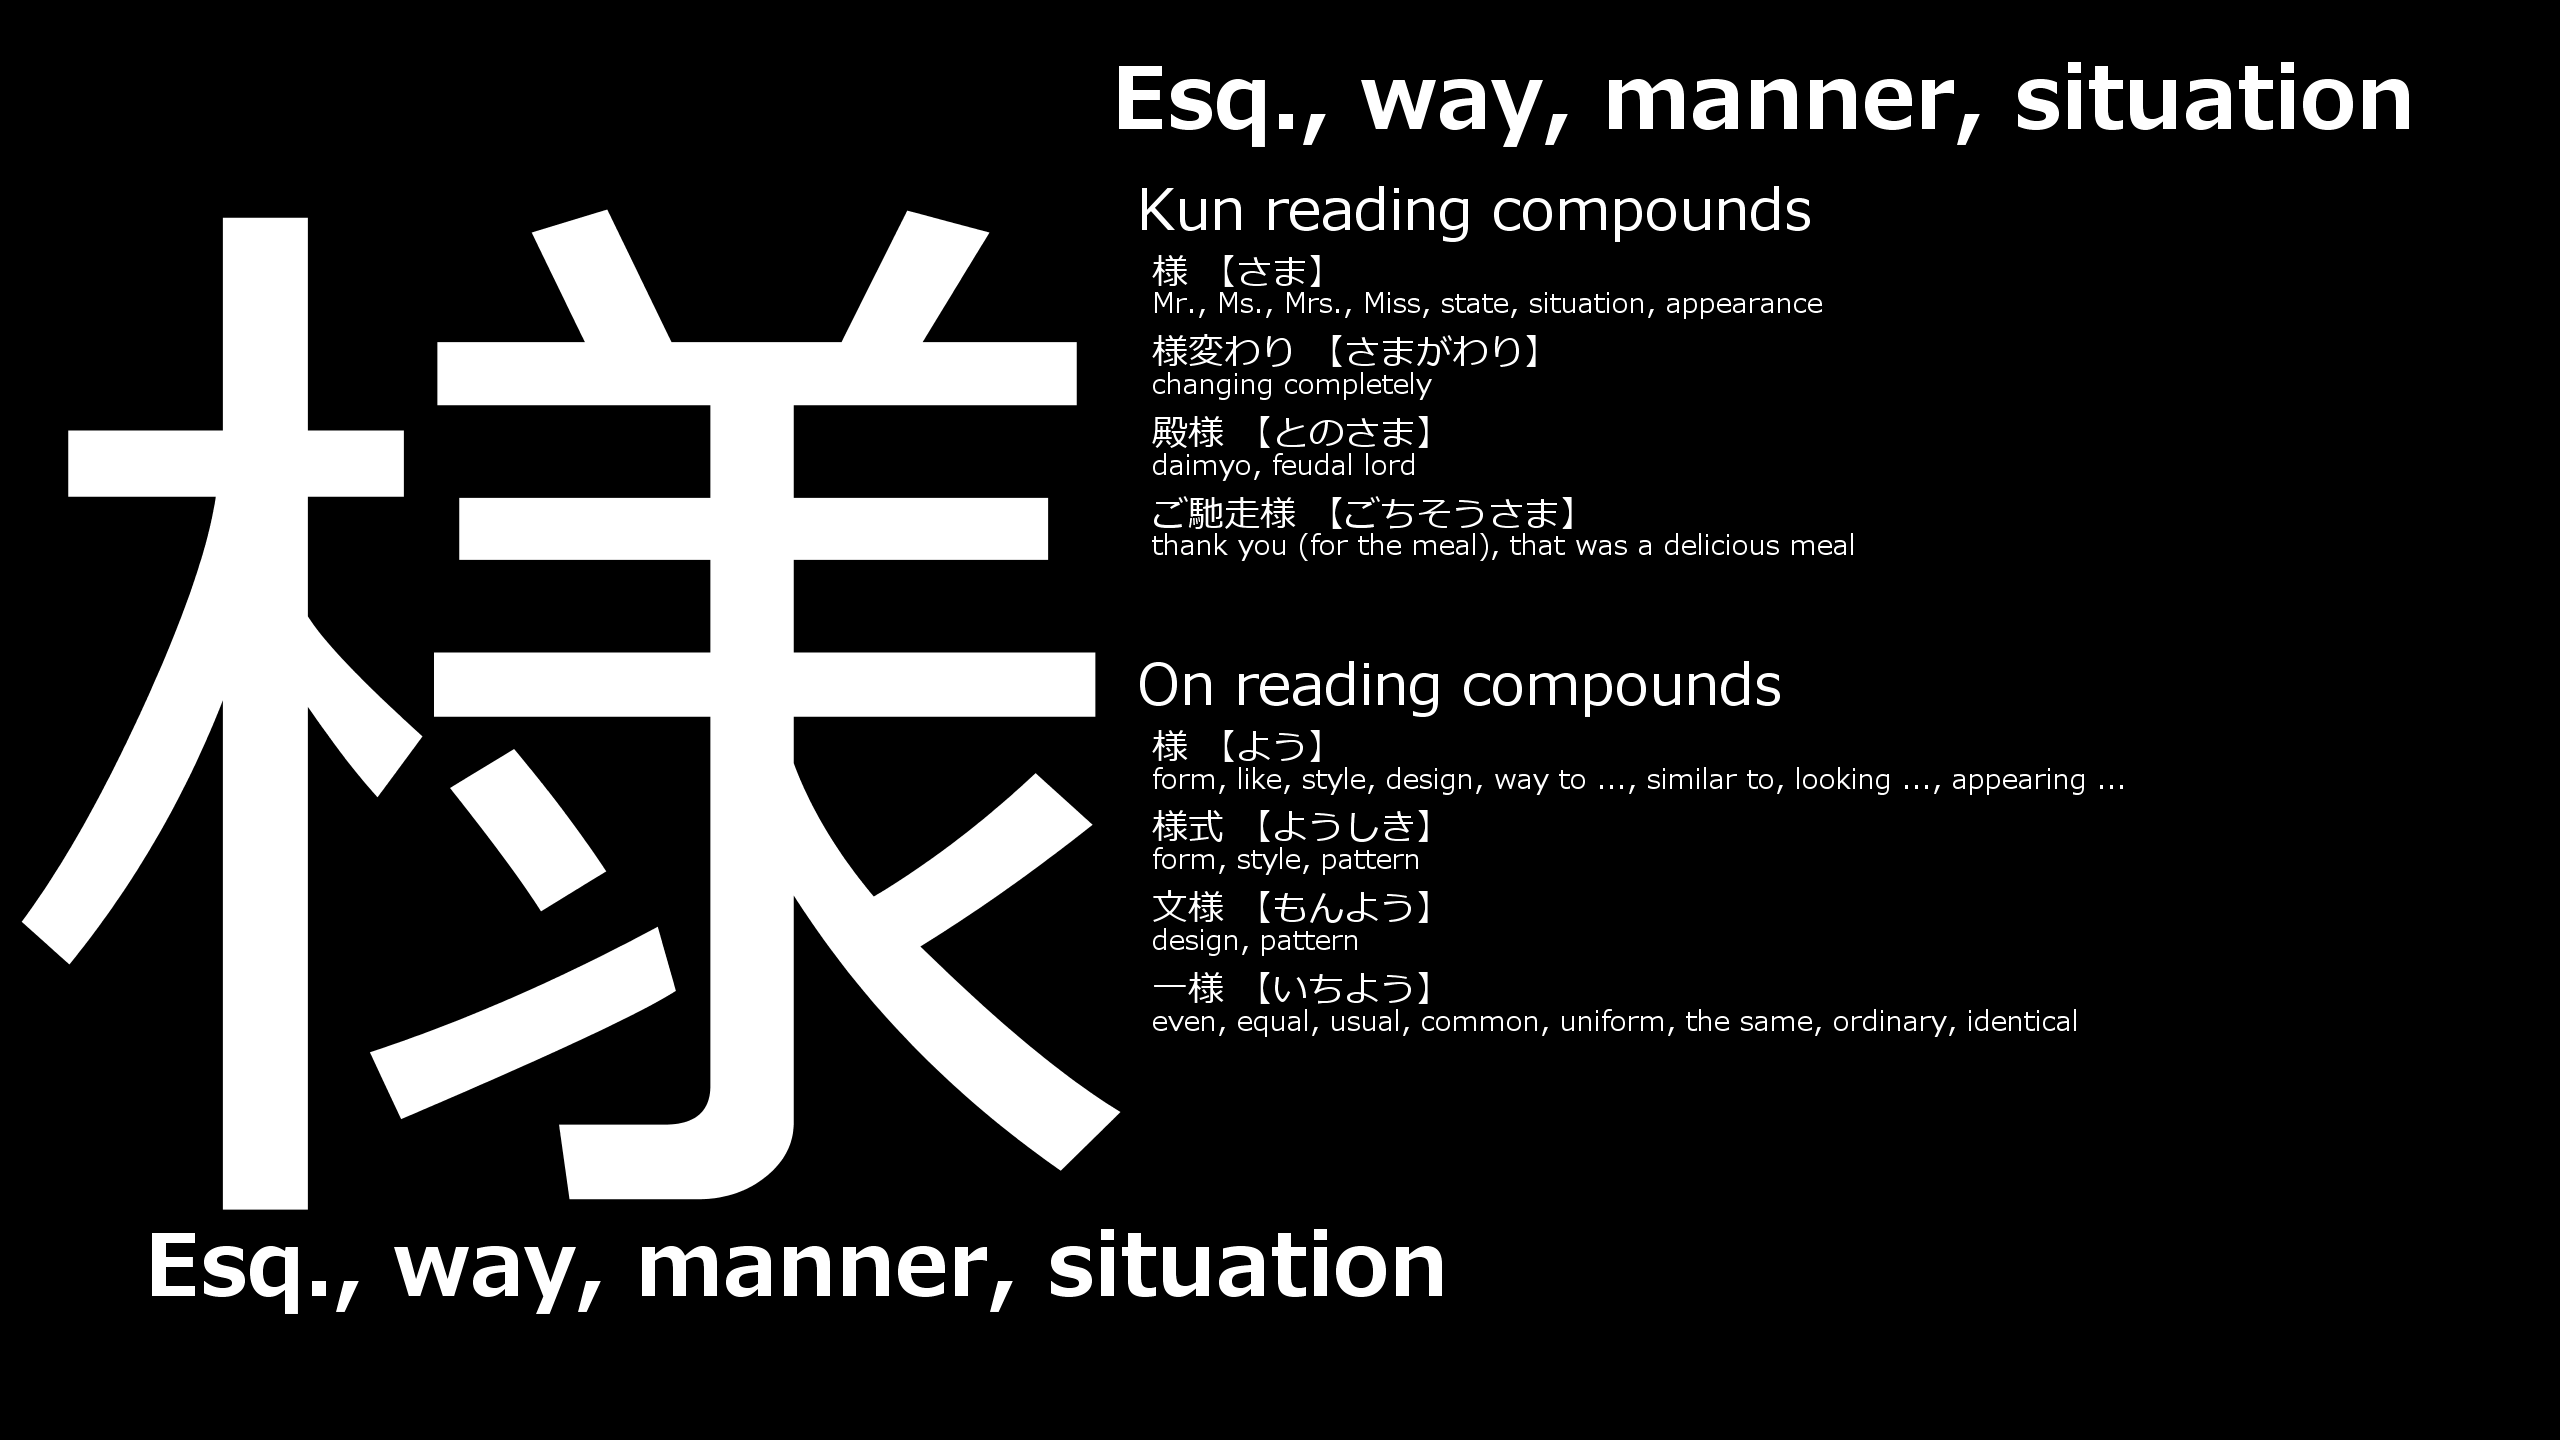 Esq., way, manner, situation
様
Kun reading compounds
様 【さま】
Mr., Ms., Mrs., Miss, state, situation, appearance
様変わり 【さまがわり】
changing completely
殿様 【とのさま】
daimyo, feudal lord
ご馳走様 【ごちそうさま】
thank you (for the meal), that was a delicious meal
On reading compounds
様 【よう】
form, like, style, design, way to ..., similar to, looking ..., appearing ...
様式 【ようしき】
form, style, pattern
文様 【もんよう】
design, pattern
一様 【いちよう】
even, equal, usual, common, uniform, the same, ordinary, identical
Esq., way, manner, situation